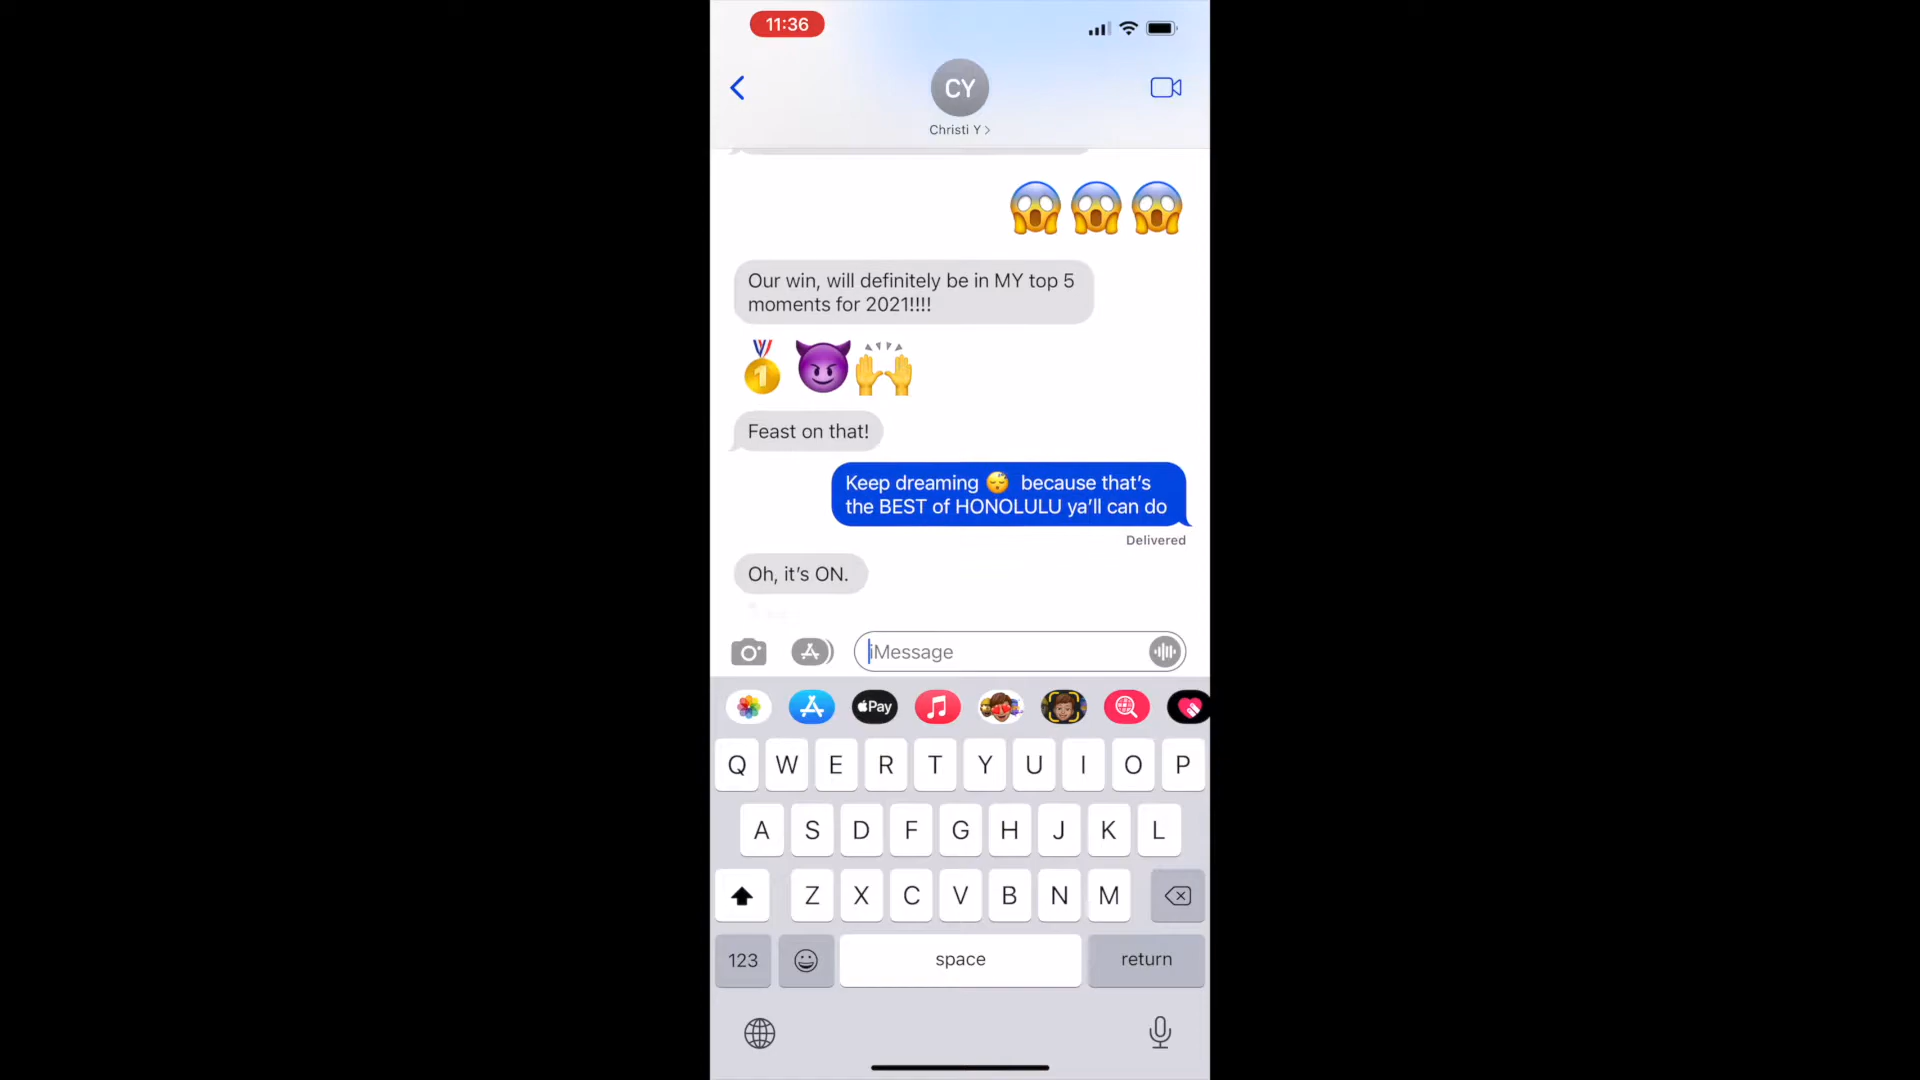 11:36
CY
Christi Y
Our win, will definitely be in MY top 5
moments for 2021!!!!
1
Feast on that!
Keep dreaming 😴 because that's
the BEST of HONOLULU ya'll can do
Delivered
Oh, it's ON.
iMessage
Pay
Q W E R T Y U I O P
A S D F G H J K L
Z X C V B N M
123 space return